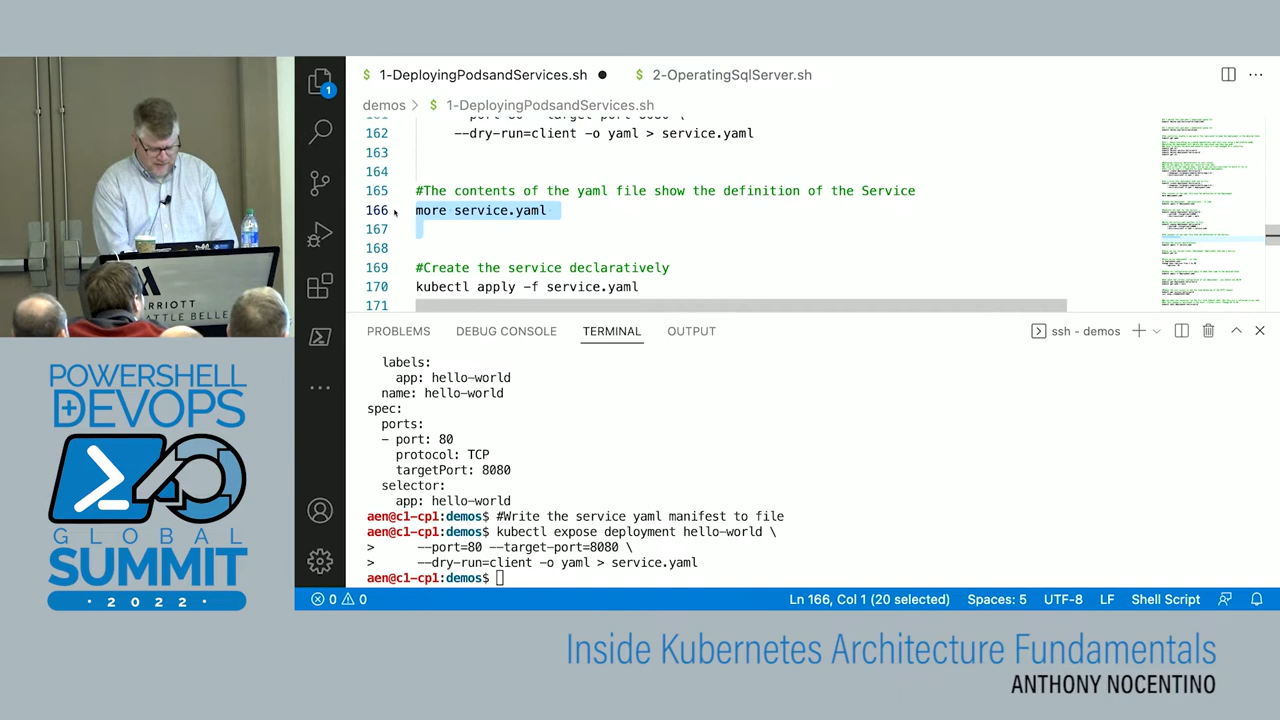 1-DeployingPodsandServices.sh
2-OperatingSqlServer.sh
demos > 1-DeployingPodsandServices.sh
162 --dry-run=client -o yaml > service.yaml
163
164
165 #The contents of the yaml file show the definition of the Service
166 more service.yaml
167
168
169 #Create the service declaratively
170 kubectl apply service.yaml
171
PROBLEMS DEBUG CONSOLE TERMINAL OUTPUT
ssh - demos
labels:
app: hello-world
name: hello-world
spec:
ports:
- port: 80
protocol: TCP
targetPort: 8080
selector:
app: hello-world
aen@c1-cp1:demos$ #Write the service yaml manifest to file
aen@c1-cp1:demos$ kubectl expose deployment hello-world \
> --port=80 --target-port=8080 \
> --dry-run=client -o yaml > service.yaml
aen@c1-cp1:demos$
0 0 Ln 166, Col 1 (20 selected) Spaces: 5 UTF-8 LF Shell Script
1
ARRIOTT
ATTLE BELLE
POWERSHELL
+DEVOPS
GLOBAL
SUMMIT
· 2022 ·
Inside Kubernetes Architecture Fundamentals
ANTHONY NOCENTINO